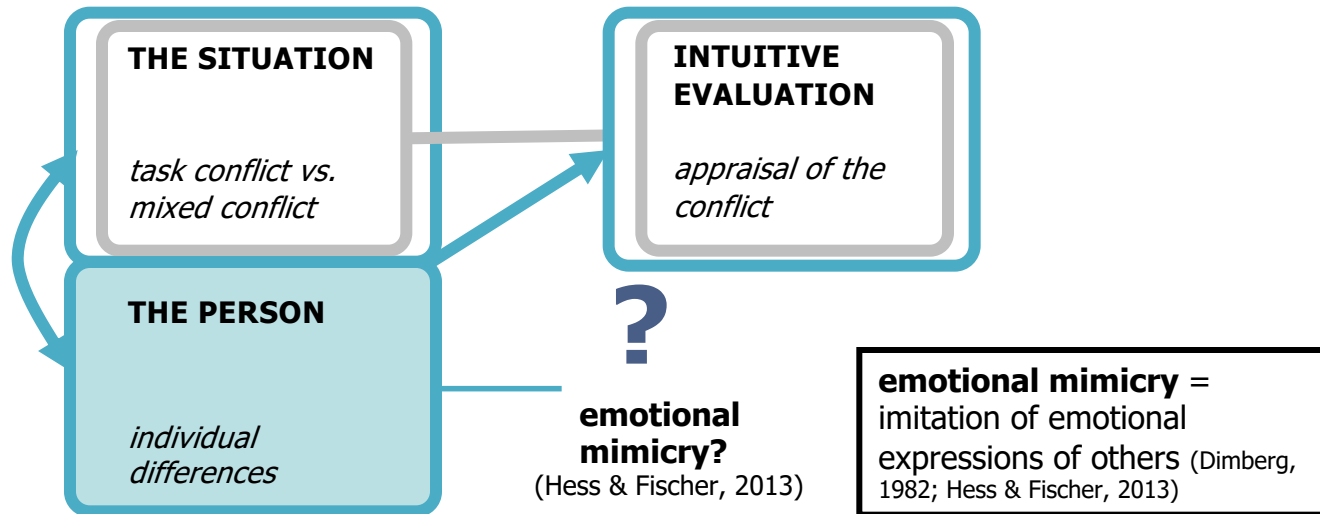 THE SITUATION
task conflict vs.
mixed conflict
INTUITIVE
EVALUATION
appraisal of the
conflict
THE PERSON
individual
differences
?
emotional
mimicry?
(Hess & Fischer, 2013)
emotional mimicry =
imitation of emotional
expressions of others (Dimberg,
1982; Hess & Fischer, 2013)